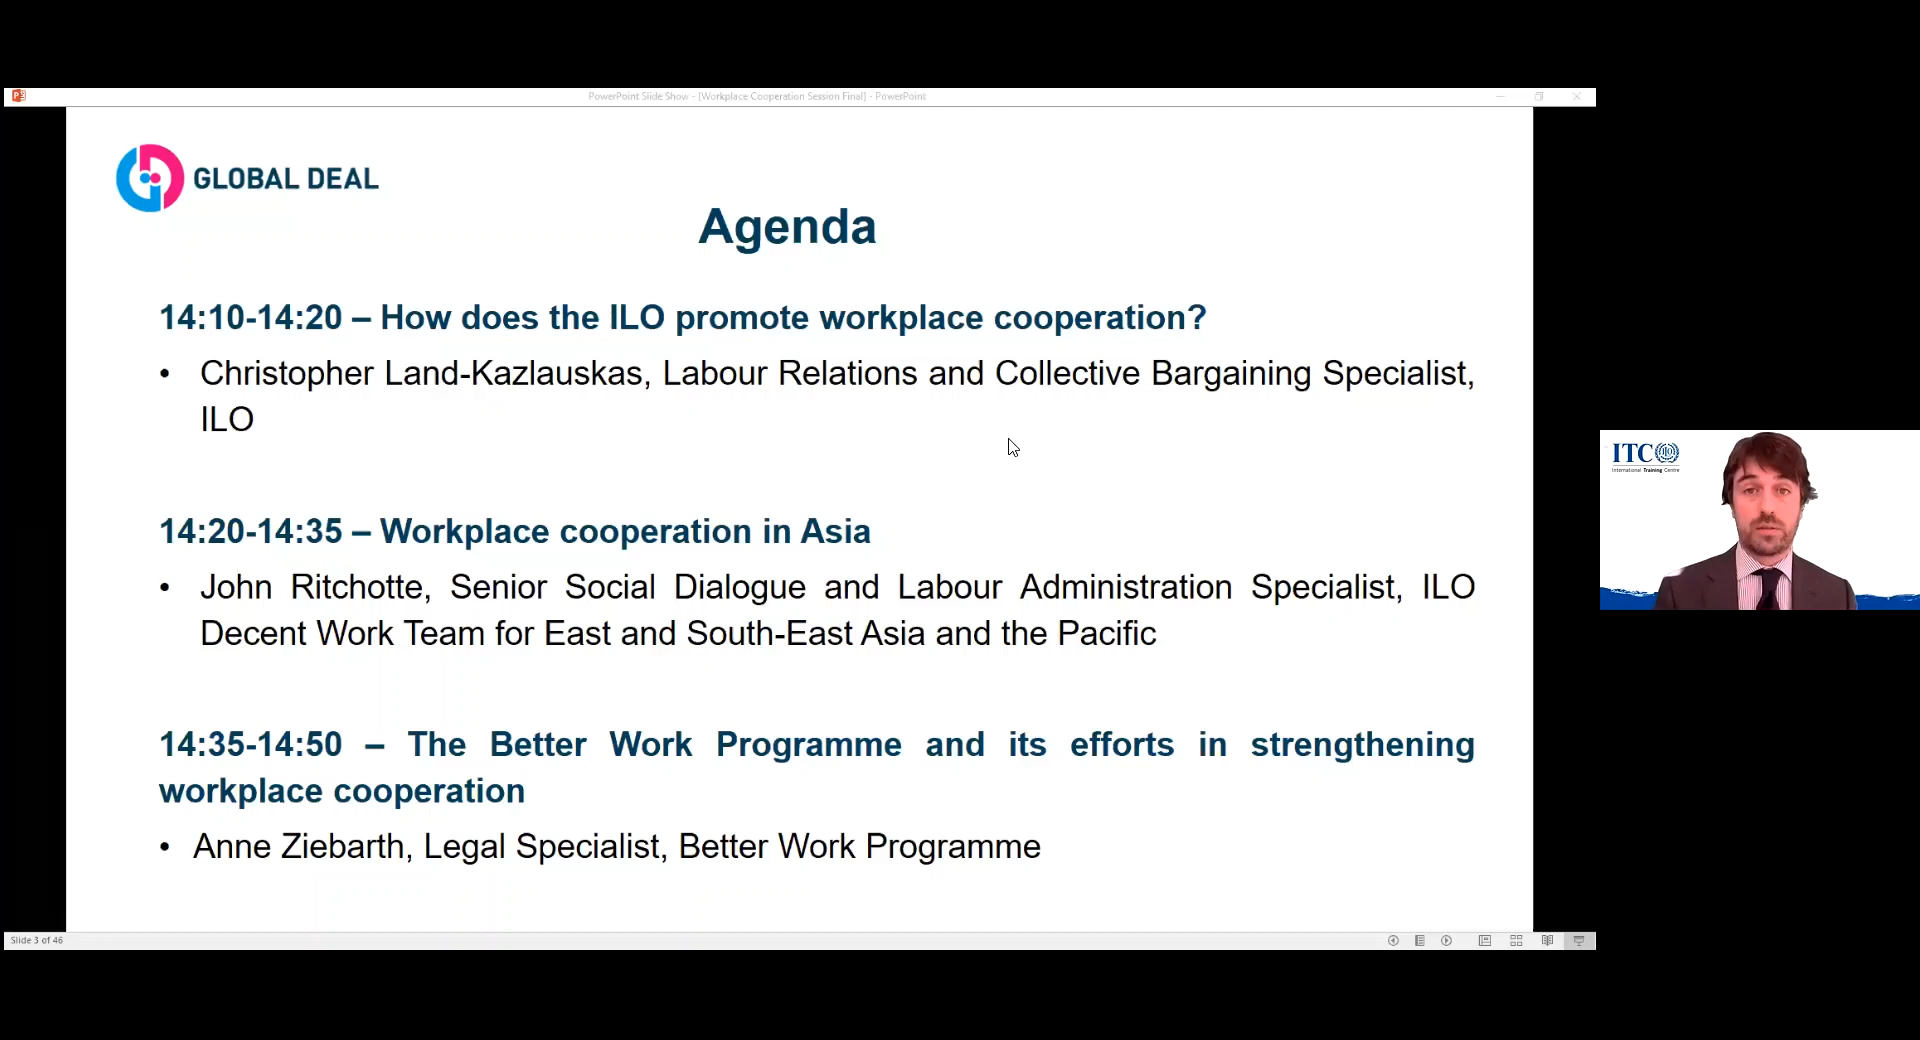 PowerPoint Slide Show - [Workplace Cooperation Session Final] - PowerPoint
GLOBAL DEAL
Agenda
14:10-14:20 – How does the ILO promote workplace cooperation?
• Christopher Land-Kazlauskas, Labour Relations and Collective Bargaining Specialist,
ILO
14:20-14:35 – Workplace cooperation in Asia
• John Ritchotte, Senior Social Dialogue and Labour Administration Specialist, ILO
Decent Work Team for East and South-East Asia and the Pacific
14:35-14:50 – The Better Work Programme and its efforts in strengthening
workplace cooperation
• Anne Ziebarth, Legal Specialist, Better Work Programme
Slide 3 of 46
ITC
International Training Centre